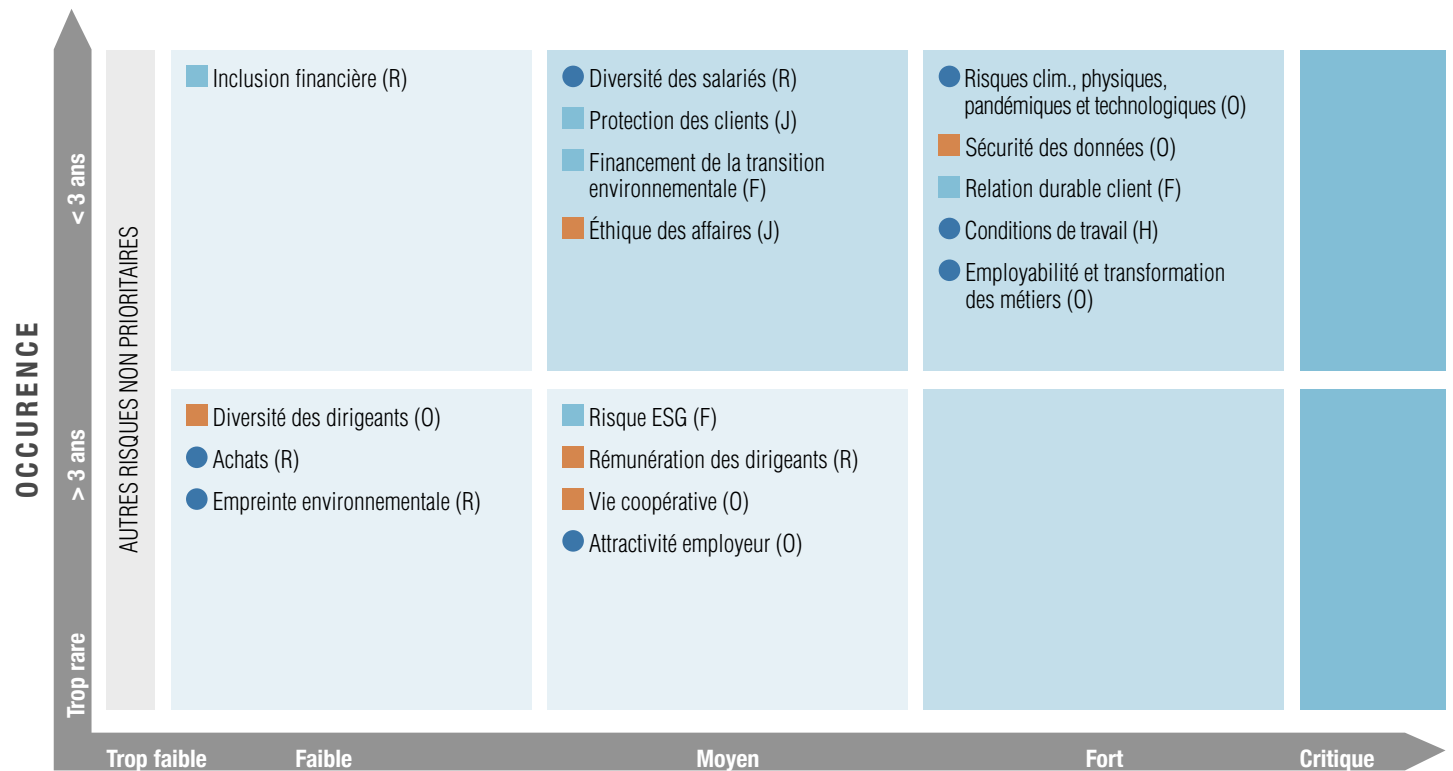 OCCURENCE
< 3 ans
> 3 ans
Trop rare
AUTRES RISQUES NON PRIORITAIRES
Inclusion financière (R)
Diversité des salariés (R)
Protection des clients (J)
Financement de la transition
environnementale (F)
Éthique des affaires (J)
Risques clim., physiques,
pandémiques et technologiques (O)
Sécurité des données (O)
Relation durable client (F)
Conditions de travail (H)
Employabilité et transformation
des métiers (O)
Diversité des dirigeants (O)
Achats (R)
Empreinte environnementale (R)
Risque ESG (F)
Rémunération des dirigeants (R)
Vie coopérative (O)
Attractivité employeur (O)
Trop faible
Faible
Moyen
Fort
Critique